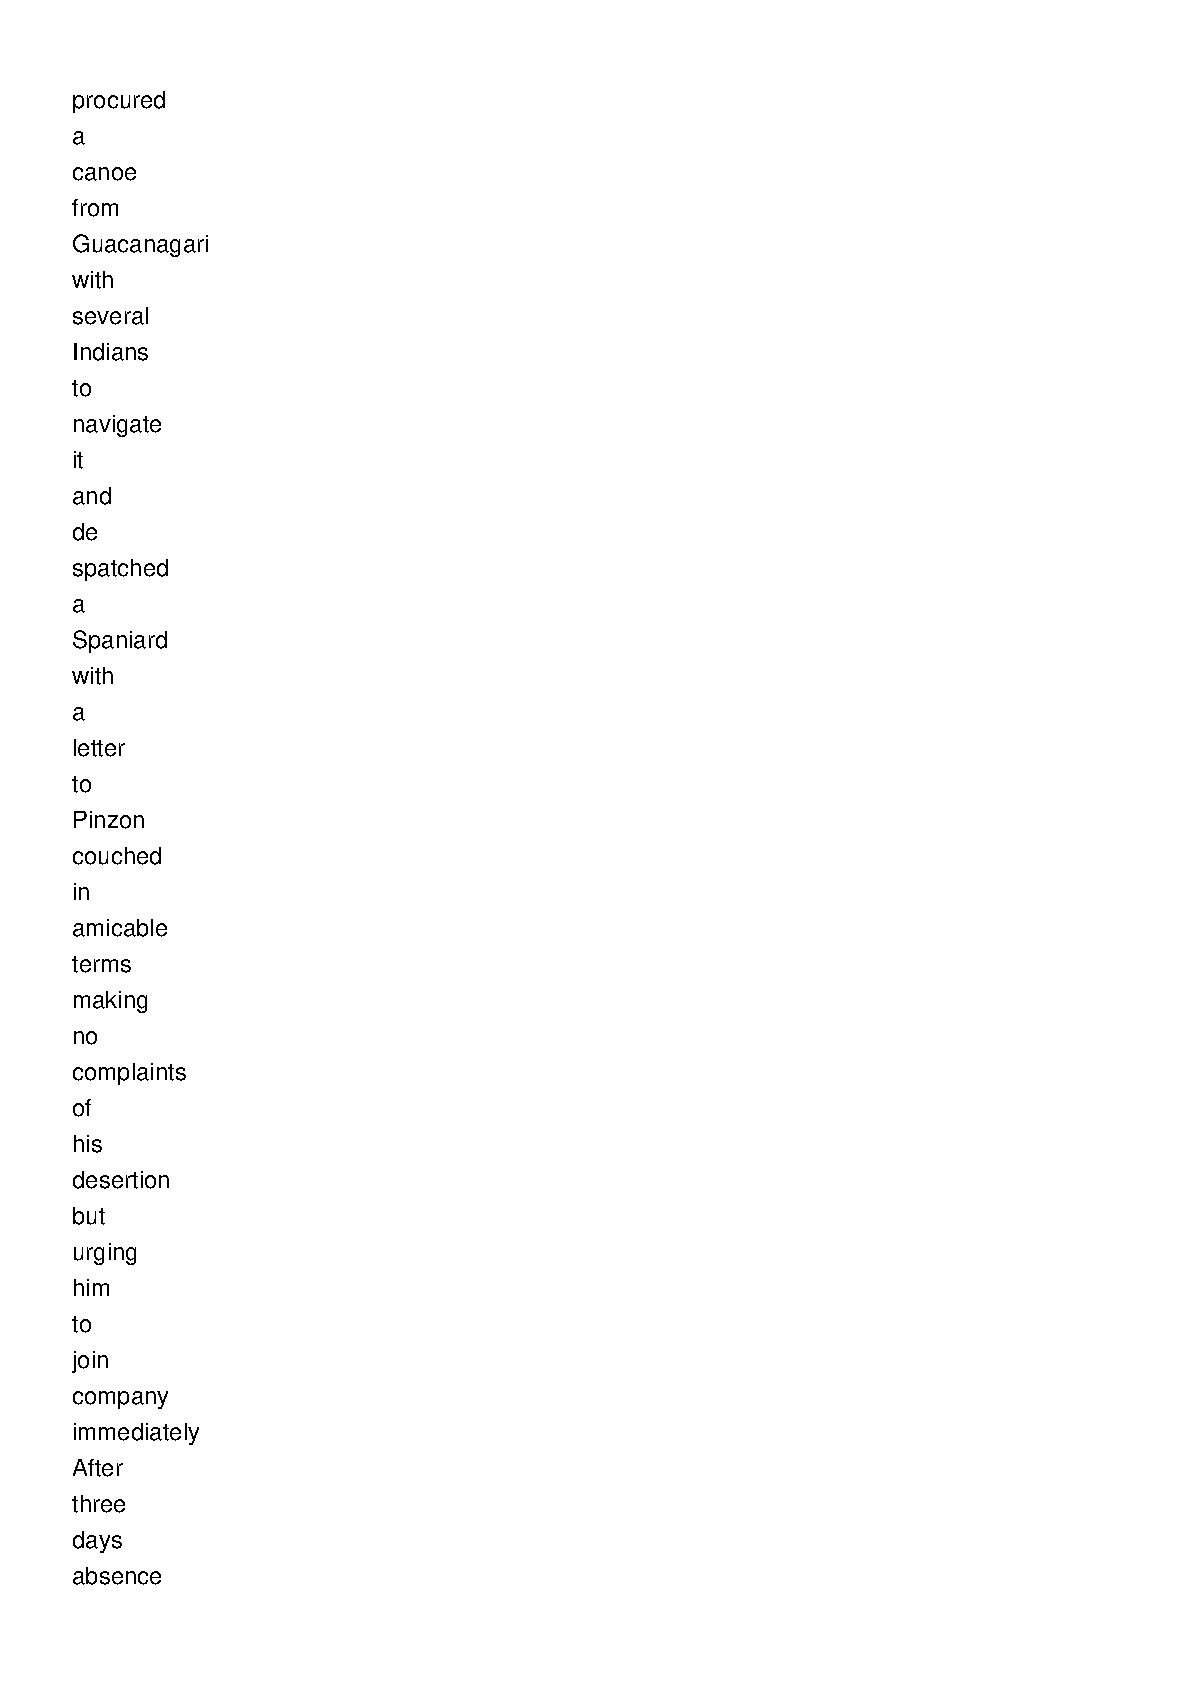 procured
a
canoe
from
Guacanagari
with
several
Indians
to
navigate
it
and
de
spatched
a
Spaniard
with
a
letter
to
Pinzon
couched
in
amicable
terms
making
no
complaints
of
his
desertion
but
urging
him
to
join
company
immediately
After
three
days
absence